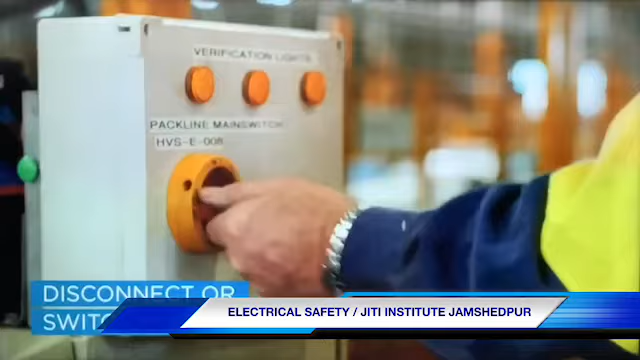 VERIFICATION LIGHTS
PACKLINE MAINSWITCH
HVS-E-008
DISCONNECT OR
ELECTRICAL SAFETY / JITI INSTITUTE JAMSHEDPUR